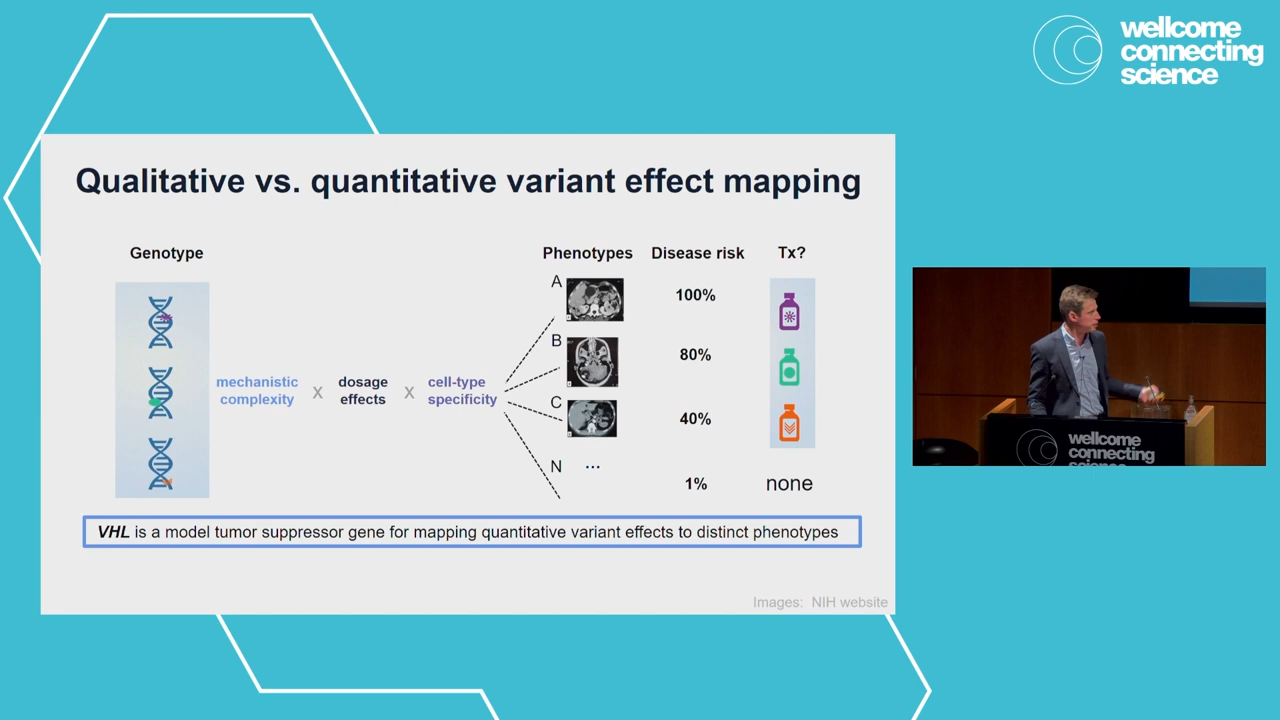 wellcome
connecting
science
Qualitative vs. quantitative variant effect mapping
Genotype
Phenotypes Disease risk Tx?
A 100%
B 80%
mechanistic complexity X dosage effects X cell-type specificity
C 40%
N ... 1% none
VHL is a model tumor suppressor gene for mapping quantitative variant effects to distinct phenotypes
Images: NIH website
wellcome
connecting
science